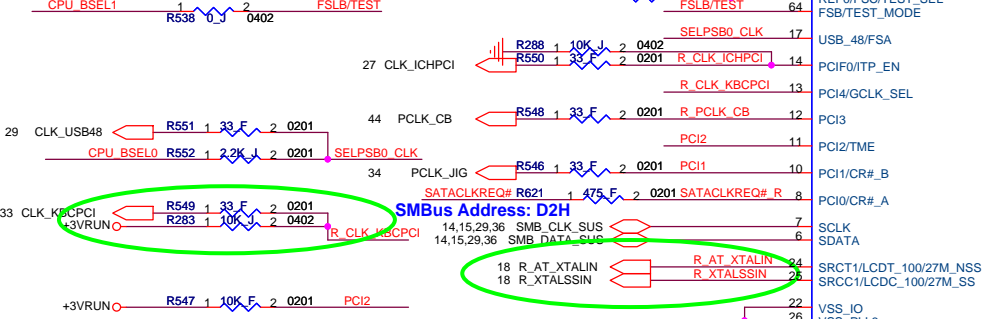 CPU_BSEL1 1 2 FSLB/TEST
R538 0_J 0402
FSLB/TEST 64 FSB/TEST_MODE
SELPSB0_CLK 17 USB_48/FSA
R288 1 10K_J 2 0402
27 CLK_ICHPCI R550 1 33_F 2 0201 R_CLK_ICHPCI 14 PCIF0/ITP_EN
R_CLK_KBCPCI 13 PCI4/GCLK_SEL
44 PCLK_CB R548 1 33_F 2 0201 R_PCLK_CB 12 PCI3
29 CLK_USB48 R551 1 33_F 2 0201
PCI2 11 PCI2/TME
CPU_BSEL0 R552 1 2.2K_J 2 0201 SELPSB0_CLK
34 PCLK_JIG R546 1 33_F 2 0201 PCI1 10 PCI1/CR#_B
SATACLKREQ# R621 1 475_F 2 0201 SATACLKREQ#_R 8 PCI0/CR#_A
33 CLK_KBCPCI R549 1 33_F 2 0201
SMBus Address: D2H
+3VRUN R283 1 10K_J 2 0402
R_CLK_KBCPCI
14,15,29,36 SMB_CLK_SUS 7 SCLK
14,15,29,36 SMB_DATA_SUS 6 SDATA
18 R_AT_XTALIN R_AT_XTALIN 24 SRCT1/LCDT_100/27M_NSS
18 R_XTALSSIN R_XTALSSIN 25 SRCC1/LCDC_100/27M_SS
+3VRUN R547 1 10K_F 2 0201 PCI2
22 VSS_IO
26